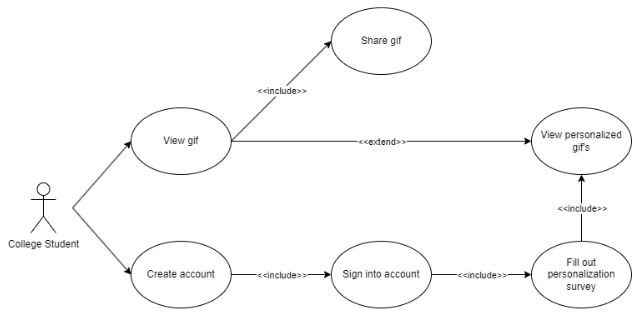 Share gif
<<include>>
View gif
<<extend>>
View personalized
gif's
<<include>>
College Student
Create account
<<include>>
Sign into account
<<include>>
Fill out
personalization
survey